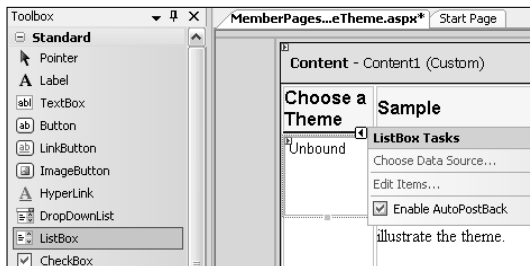 Toolbox
Standard
Pointer
A Label
abl TextBox
ab Button
ab LinkButton
ImageButton
A HyperLink
DropDownList
ListBox
CheckBox
MemberPages...eTheme.aspx*
Start Page
Content - Content1 (Custom)
Choose a
Theme
Sample
Unbound
ListBox Tasks
Choose Data Source...
Edit Items...
Enable AutoPostBack
illustrate the theme.